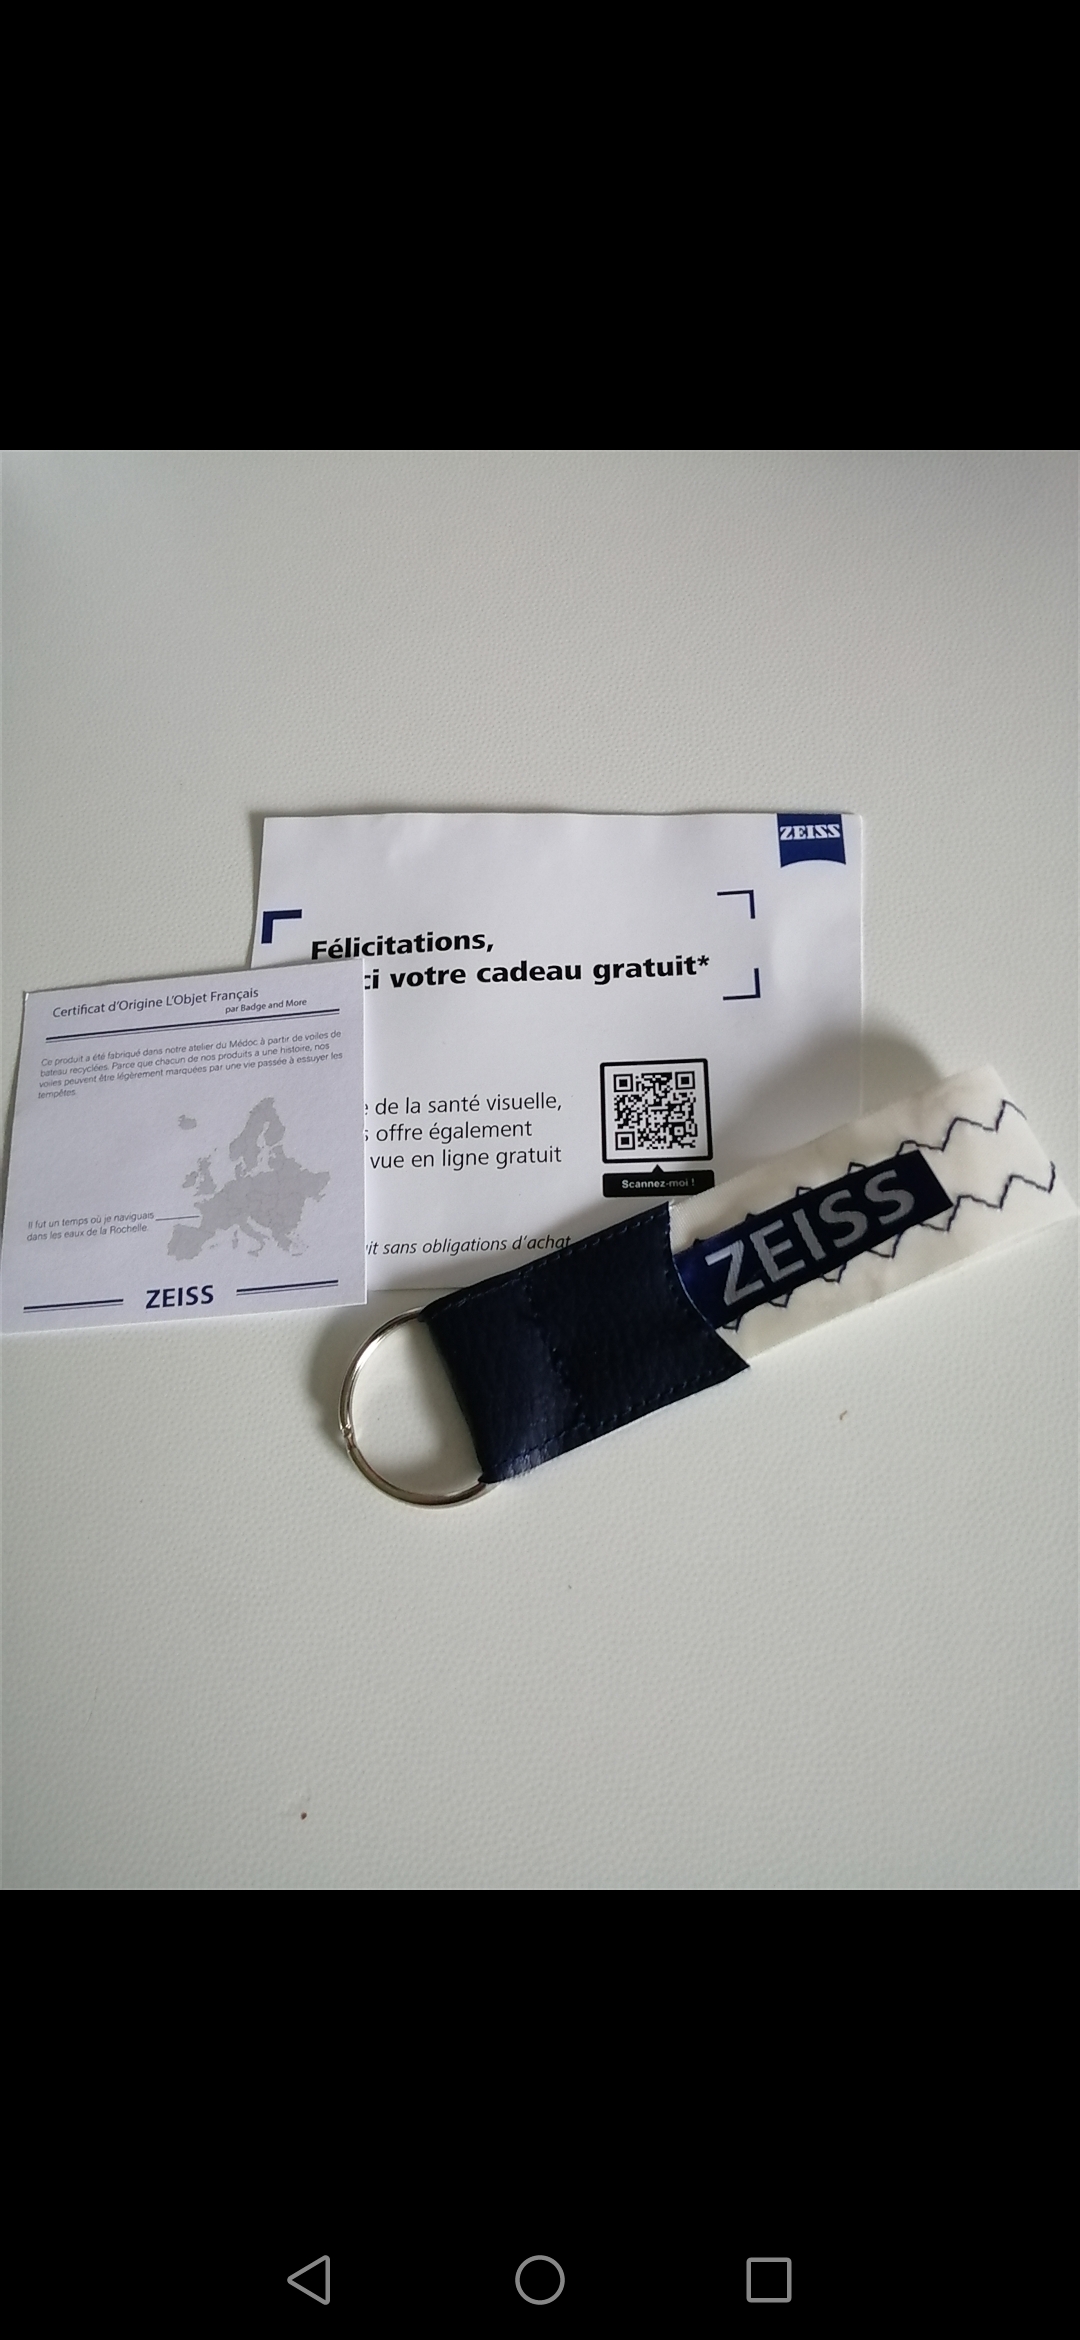 ZEISS
Félicitations,
ci votre cadeau gratuit*
de la santé visuelle,
offre également
vue en ligne gratuit
Scannez-moi !
it sans obligations d'achat
Certificat d'Origine L'Objet Français
par Badge and More
Ce produit a été fabriqué dans notre atelier du Médoc à partir de voiles de
bateau recyclées. Parce que chacun de nos produits a une histoire, nos
voiles peuvent être légèrement marquées par une vie passée à essuyer les
tempêtes.
Il fut un temps où je naviguais
dans les eaux de la Rochelle.
ZEISS
ZEISS